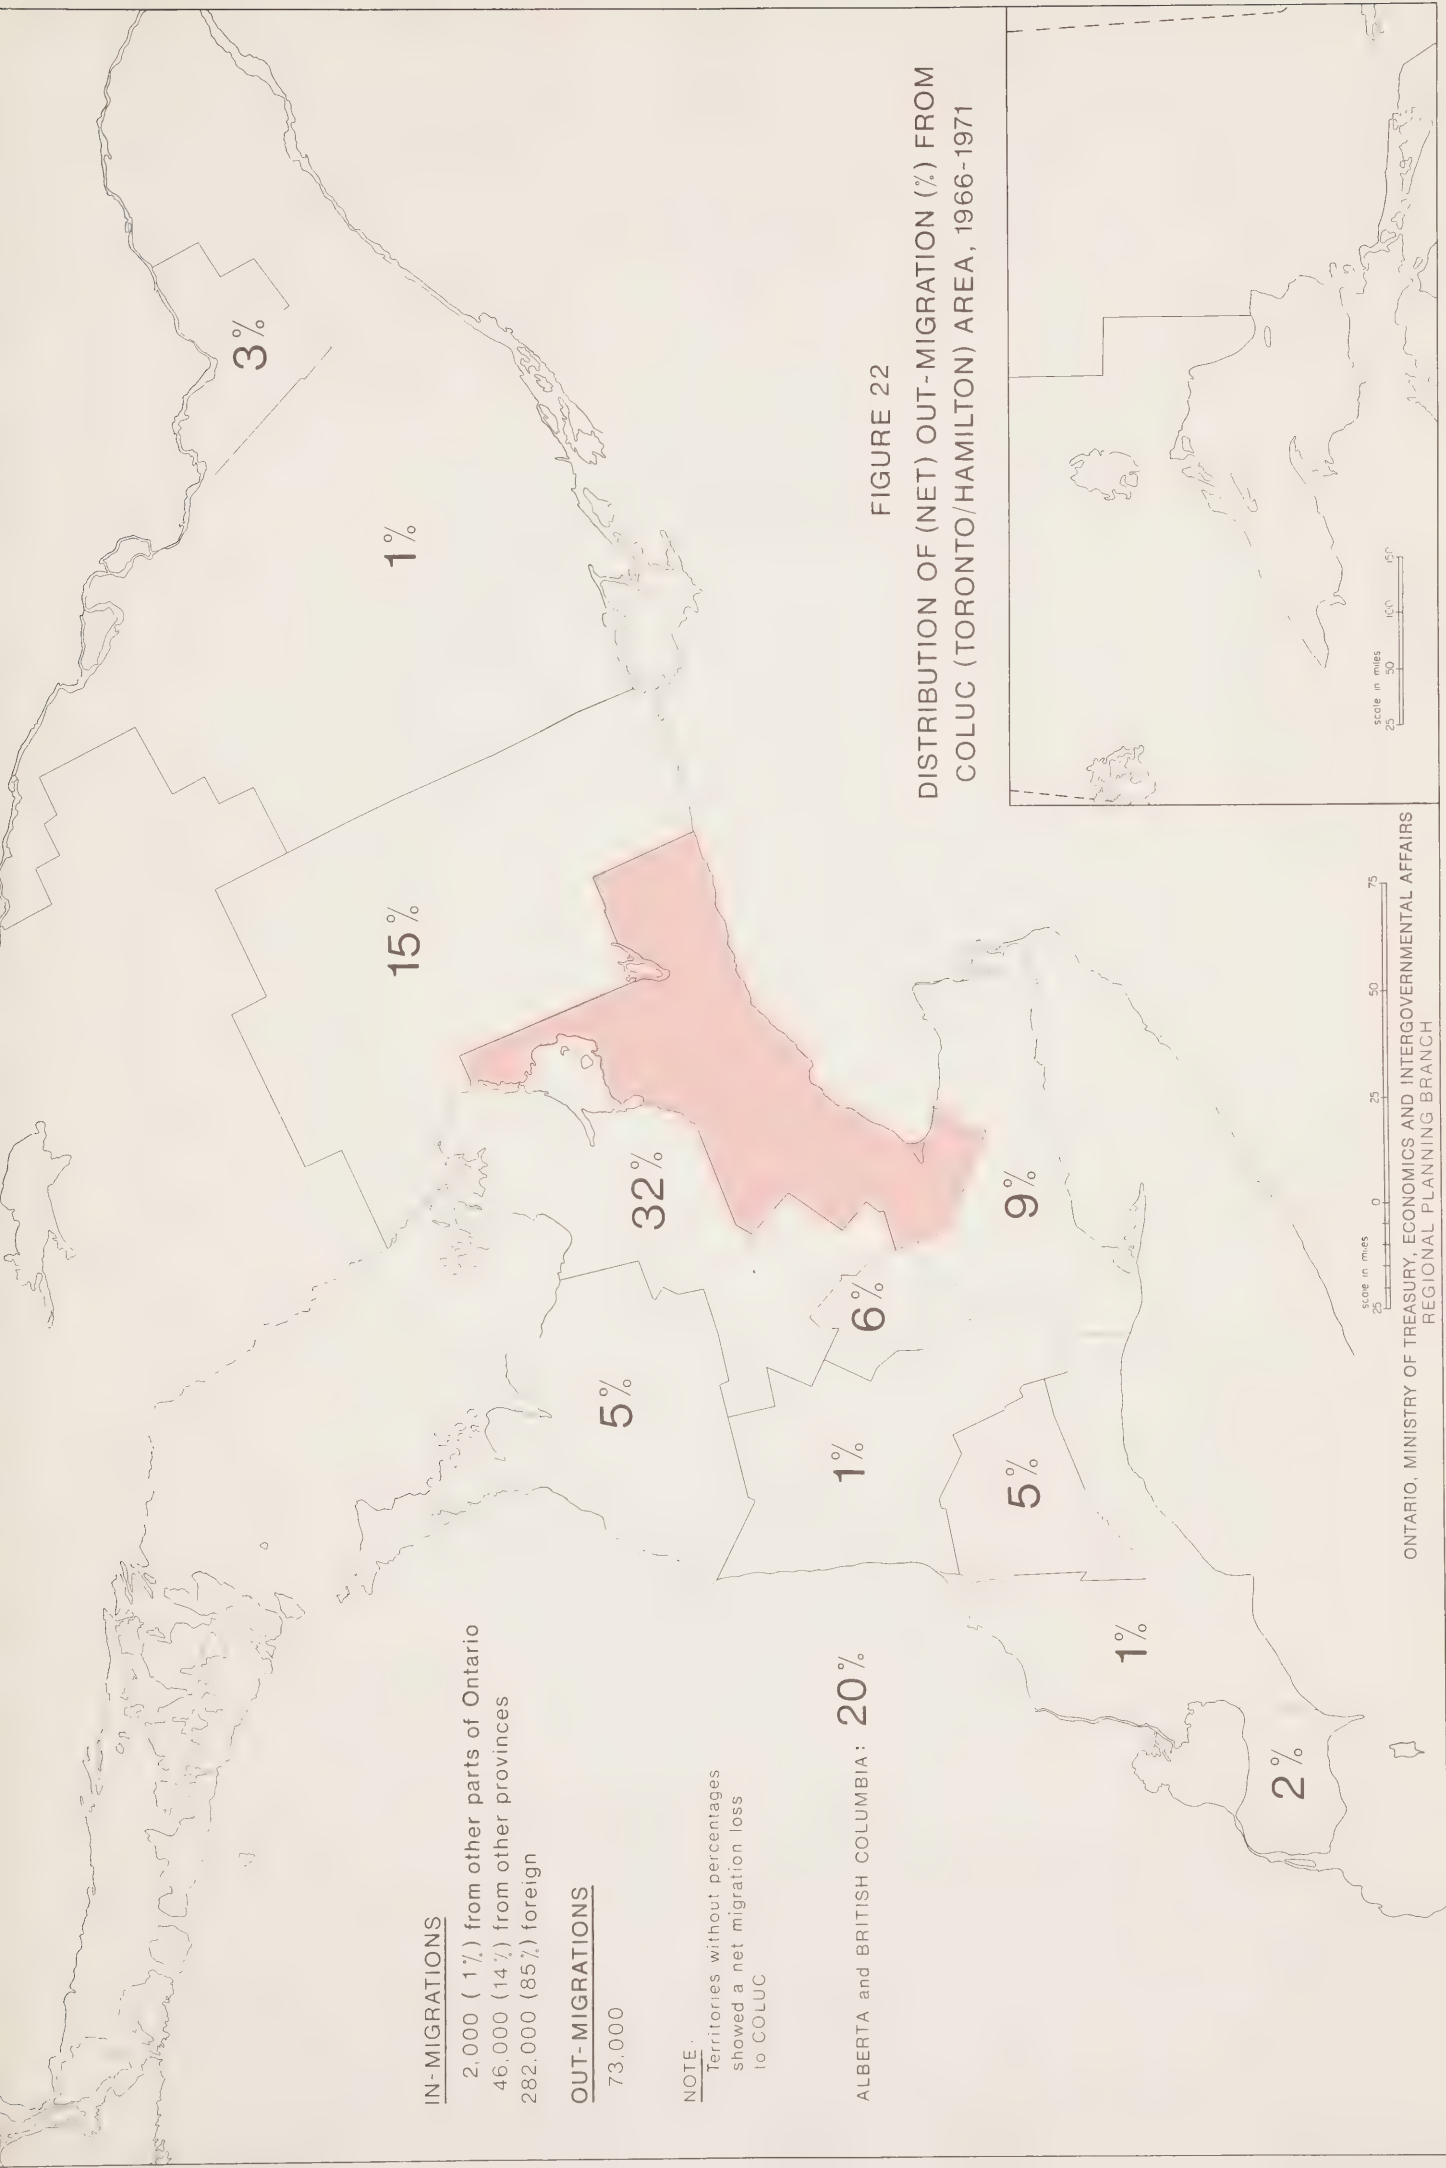 3%
1%
15%
32%
5%
6%
9%
1%
5%
1%
2%
IN-MIGRATIONS
2,000 ( 1%) from other parts of Ontario
46,000 (14%) from other provinces
282,000 (85%) foreign
OUT-MIGRATIONS
73,000
NOTE:
Territories without percentages
showed a net migration loss
to COLUC
ALBERTA and BRITISH COLUMBIA: 20%
FIGURE 22
DISTRIBUTION OF (NET) OUT-MIGRATION (%) FROM
COLUC (TORONTO/HAMILTON) AREA, 1966-1971
scale in miles
25 50 100 150
scale in miles
25 0 25 50 75
ONTARIO, MINISTRY OF TREASURY, ECONOMICS AND INTERGOVERNMENTAL AFFAIRS
REGIONAL PLANNING BRANCH